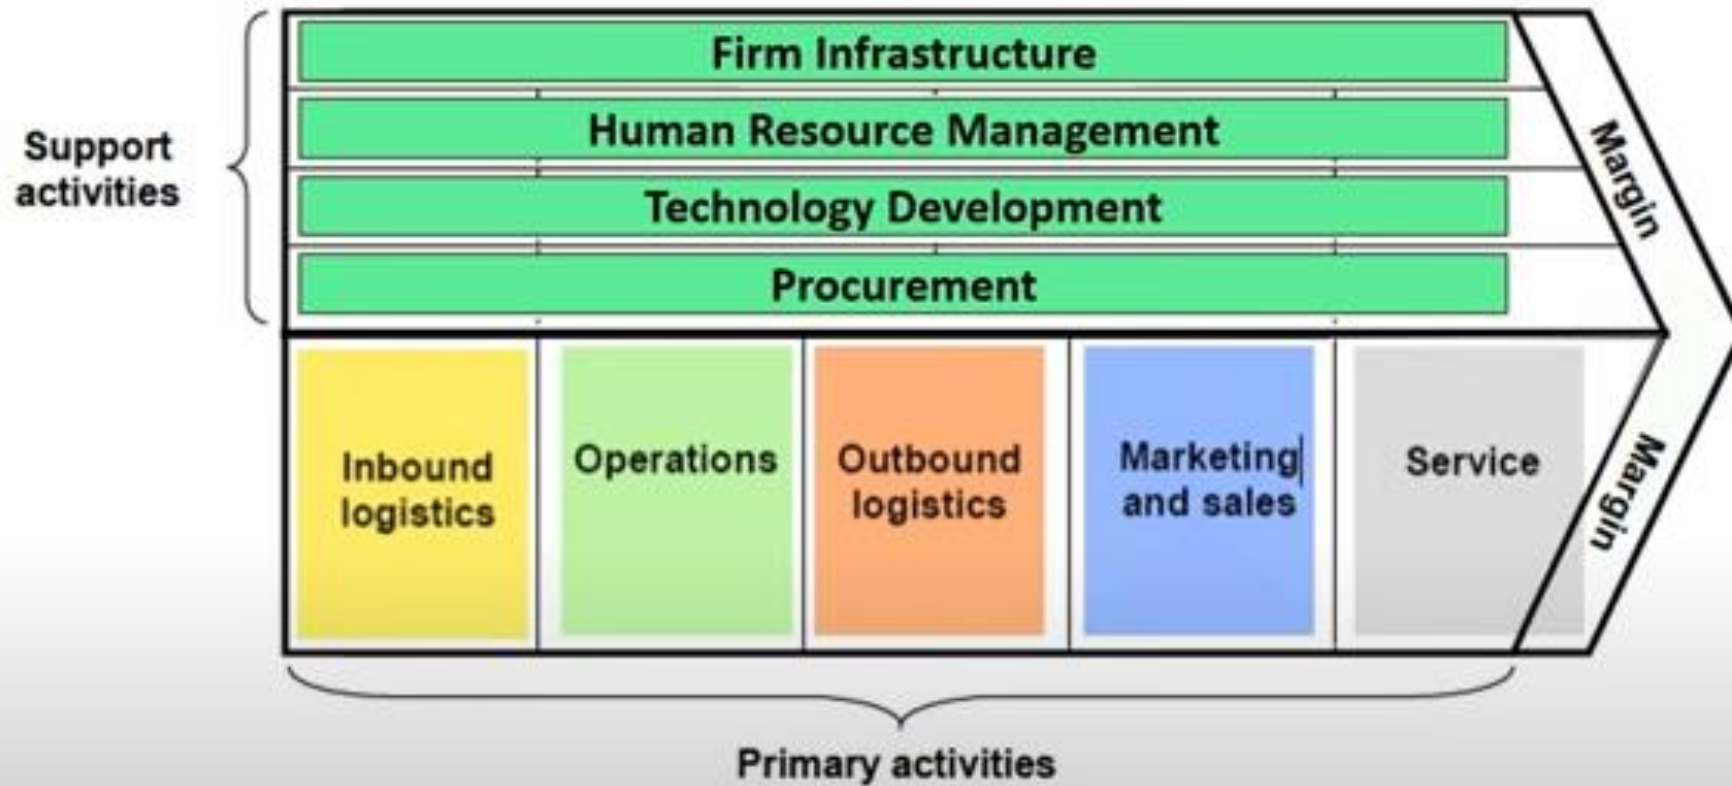 Firm Infrastructure
Human Resource Management
Technology Development
Procurement
Support
activities
Margin
Inbound
logistics
Operations
Outbound
logistics
Marketing
and sales
Service
Margin
Primary activities